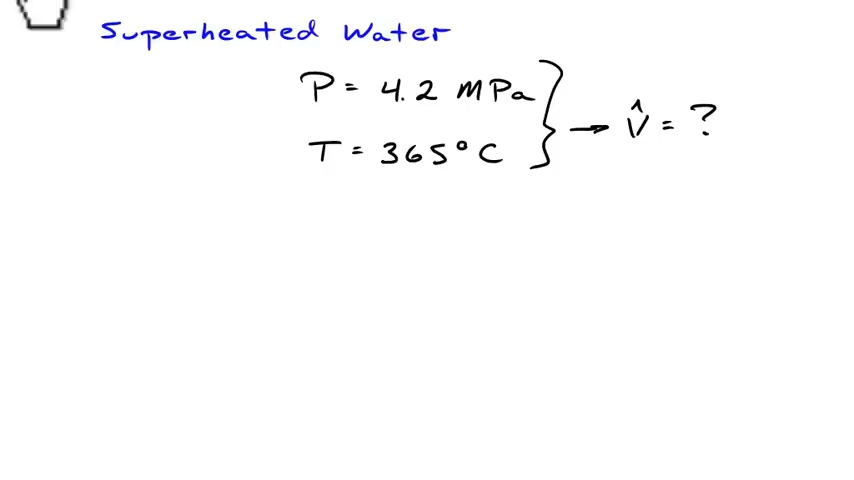 Superheated Water
P = 4.2 MPa
T = 365°C
} → V̂ = ?